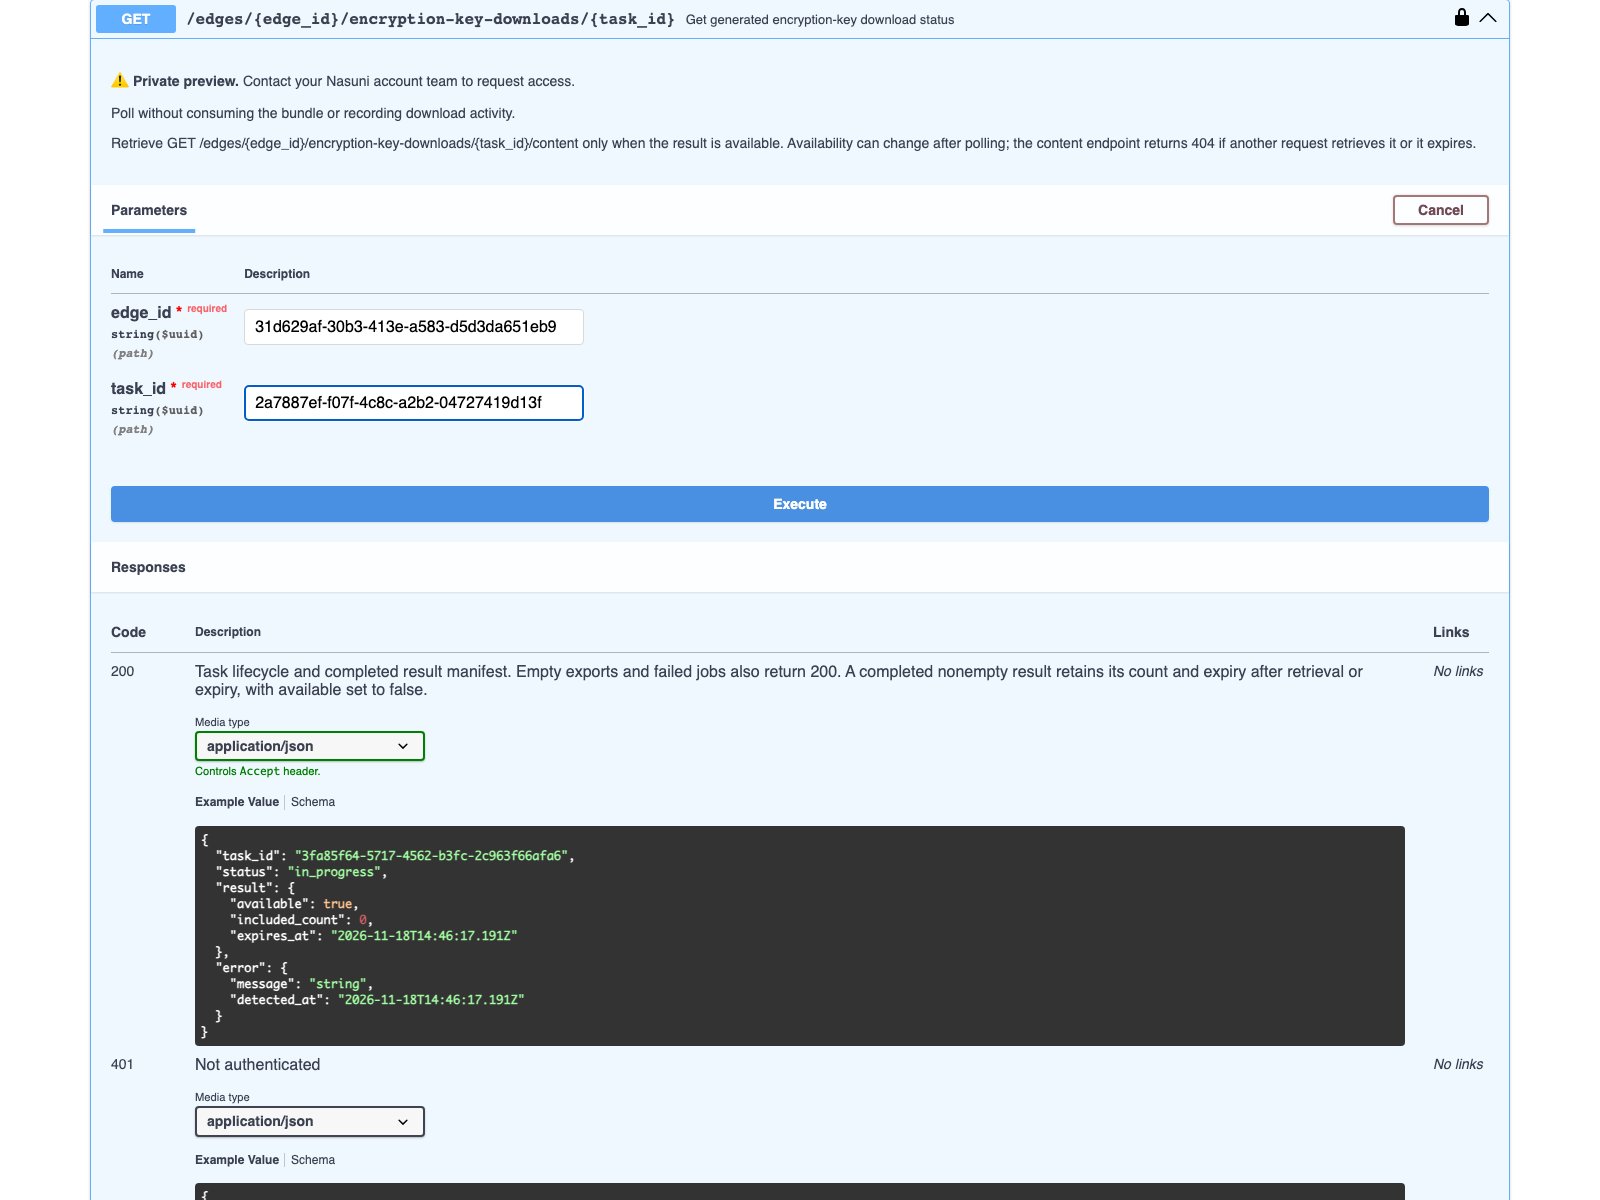 GET /edges/{edge_id}/encryption-key-downloads/{task_id} Get generated encryption-key download status
⚠ Private preview. Contact your Nasuni account team to request access.
Poll without consuming the bundle or recording download activity.
Retrieve GET /edges/{edge_id}/encryption-key-downloads/{task_id}/content only when the result is available. Availability can change after polling; the content endpoint returns 404 if another request retrieves it or it expires.
Parameters Cancel
Name Description
edge_id * required
string($uuid)
(path)
31d629af-30b3-413e-a583-d5d3da651eb9
task_id * required
string($uuid)
(path)
2a7887ef-f07f-4c8c-a2b2-04727419d13f
Execute
Responses
Code Description Links
200 Task lifecycle and completed result manifest. Empty exports and failed jobs also return 200. A completed nonempty result retains its count and expiry after retrieval or No links
expiry, with available set to false.
Media type
application/json
Controls Accept header.
Example Value Schema
{
  "task_id": "3fa85f64-5717-4562-b3fc-2c963f66afa6",
  "status": "in_progress",
  "result": {
    "available": true,
    "included_count": 0,
    "expires_at": "2026-11-18T14:46:17.191Z"
  },
  "error": {
    "message": "string",
    "detected_at": "2026-11-18T14:46:17.191Z"
  }
}
401 Not authenticated No links
Media type
application/json
Example Value Schema
{